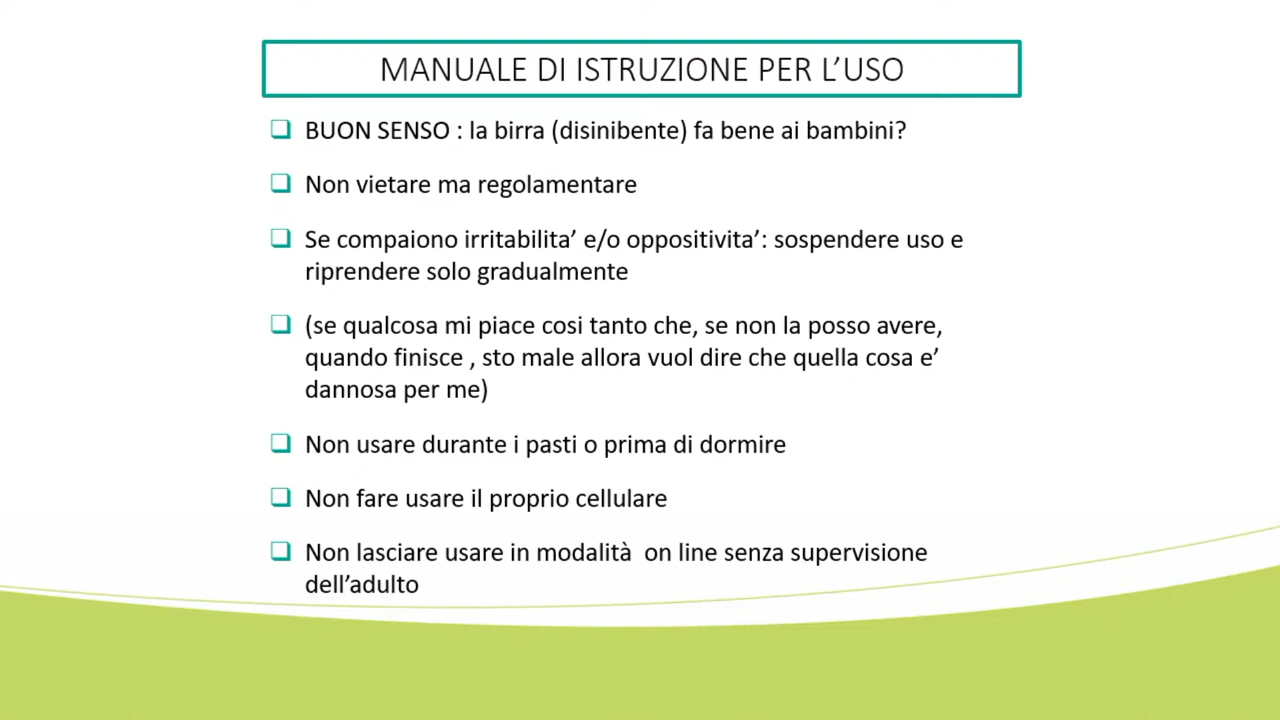 MANUALE DI ISTRUZIONE PER L’USO
BUON SENSO : la birra (disinibente) fa bene ai bambini?
Non vietare ma regolamentare
Se compaiono irritabilita’ e/o oppositivita’: sospendere uso e
riprendere solo gradualmente
(se qualcosa mi piace cosi tanto che, se non la posso avere,
quando finisce , sto male allora vuol dire che quella cosa e’
dannosa per me)
Non usare durante i pasti o prima di dormire
Non fare usare il proprio cellulare
Non lasciare usare in modalità  on line senza supervisione
dell’adulto